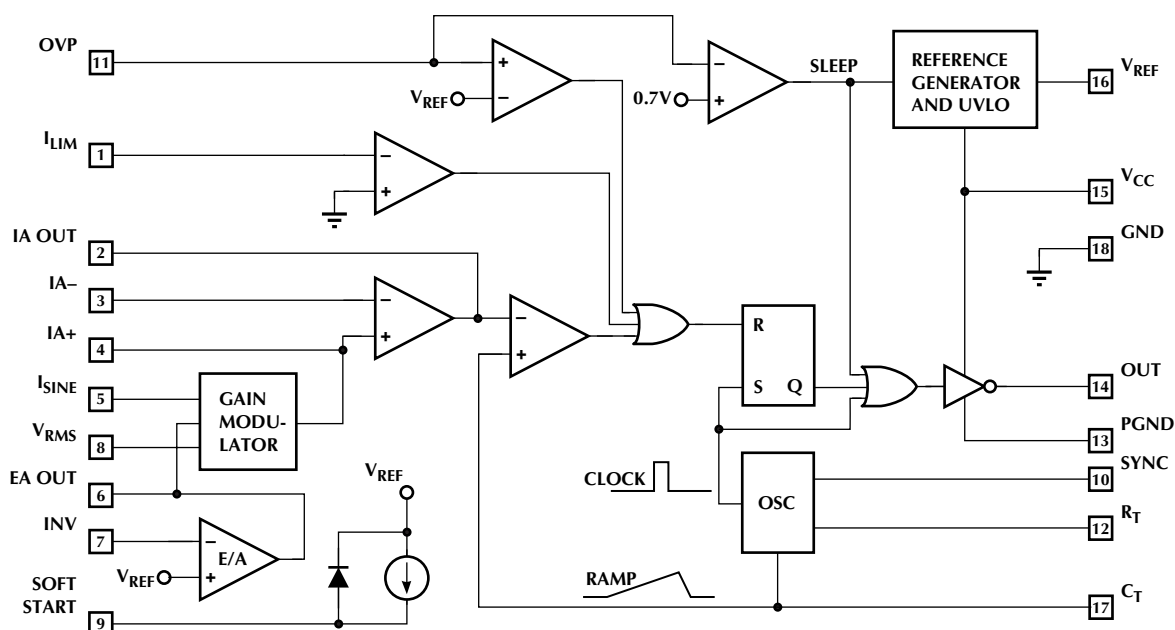 OVP
11
+
−
VREF
−
+
0.7V
SLEEP
REFERENCE
GENERATOR
AND UVLO
16
VREF
ILIM
1
−
+
15
VCC
18
GND
IA OUT
2
IA−
3
−
+
IA+
4
−
+
R
S Q
14
OUT
13
PGND
ISINE
5
GAIN
MODU-
LATOR
VRMS
8
EA OUT
6
INV
7
−
E/A
+
VREF
SOFT
START
9
VREF
CLOCK
OSC
10
SYNC
12
RT
RAMP
17
CT